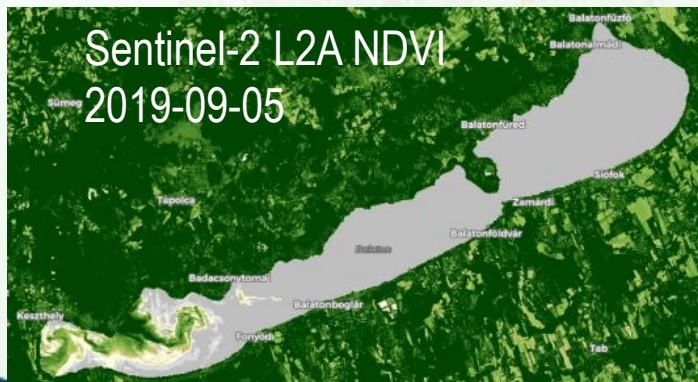 Sentinel-2 L2A NDVI
2019-09-05
Balatonfűzfő
Balatonalmádi
Sümeg
Balatonfüred
Siófok
Tapolca
Zamárdi
Balatonföldvár
Balaton
Badacsonytomaj
Balatonboglár
Keszthely
Fonyód
Tab